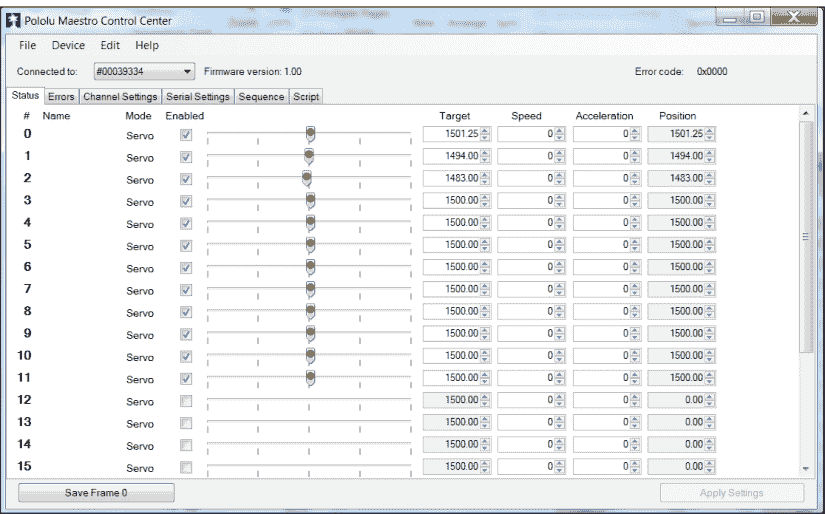 Pololu Maestro Control Center
File Device Edit Help
Connected to: #00039334 Firmware version: 1.00 Error code: 0x0000
Status Errors Channel Settings Serial Settings Sequence Script
# Name Mode Enabled Target Speed Acceleration Position
0 Servo 1501.25 0 0 1501.25
1 Servo 1494.00 0 0 1494.00
2 Servo 1483.00 0 0 1483.00
3 Servo 1500.00 0 0 1500.00
4 Servo 1500.00 0 0 1500.00
5 Servo 1500.00 0 0 1500.00
6 Servo 1500.00 0 0 1500.00
7 Servo 1500.00 0 0 1500.00
8 Servo 1500.00 0 0 1500.00
9 Servo 1500.00 0 0 1500.00
10 Servo 1500.00 0 0 1500.00
11 Servo 1500.00 0 0 1500.00
12 Servo 1500.00 0 0 0.00
13 Servo 1500.00 0 0 0.00
14 Servo 1500.00 0 0 0.00
15 Servo 1500.00 0 0 0.00
Save Frame 0 Apply Settings